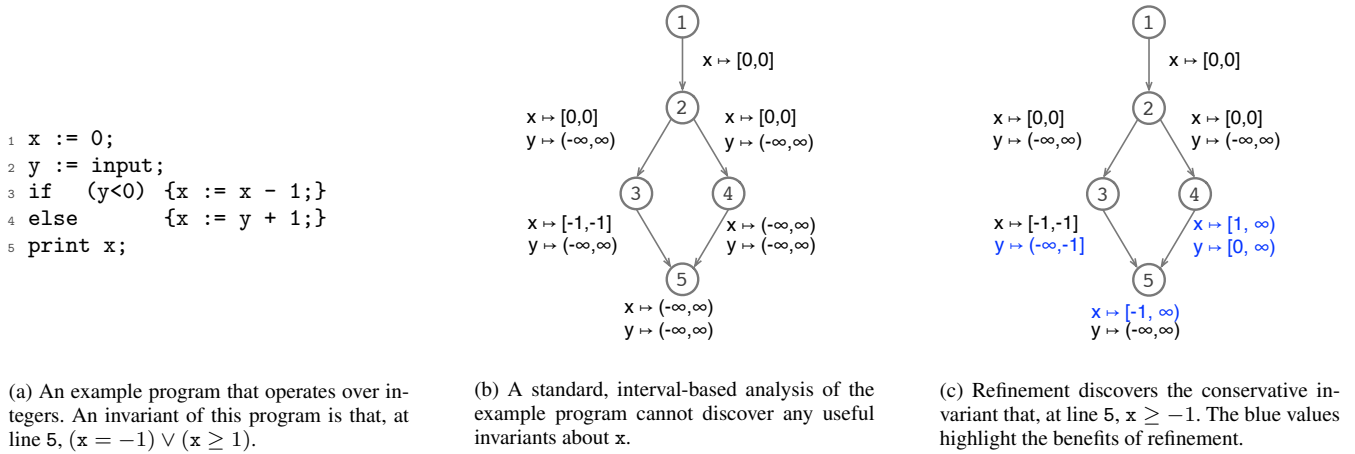 1 x := 0;
2 y := input;
3 if (y<0) {x := x - 1;}
4 else {x := y + 1;}
5 print x;
(a) An example program that operates over in-
tegers. An invariant of this program is that, at
line 5, (x = −1) ∨ (x ≥ 1).
1
x ↦ [0,0]
2
x ↦ [0,0]
y ↦ (-∞,∞)
x ↦ [0,0]
y ↦ (-∞,∞)
3
4
x ↦ [-1,-1]
y ↦ (-∞,∞)
x ↦ (-∞,∞)
y ↦ (-∞,∞)
5
x ↦ (-∞,∞)
y ↦ (-∞,∞)
(b) A standard, interval-based analysis of the
example program cannot discover any useful
invariants about x.
1
x ↦ [0,0]
2
x ↦ [0,0]
y ↦ (-∞,∞)
x ↦ [0,0]
y ↦ (-∞,∞)
3
4
x ↦ [-1,-1]
y ↦ (-∞,-1]
x ↦ [1, ∞)
y ↦ [0, ∞)
5
x ↦ [-1, ∞)
y ↦ (-∞,∞)
(c) Refinement discovers the conservative in-
variant that, at line 5, x ≥ −1. The blue values
highlight the benefits of refinement.